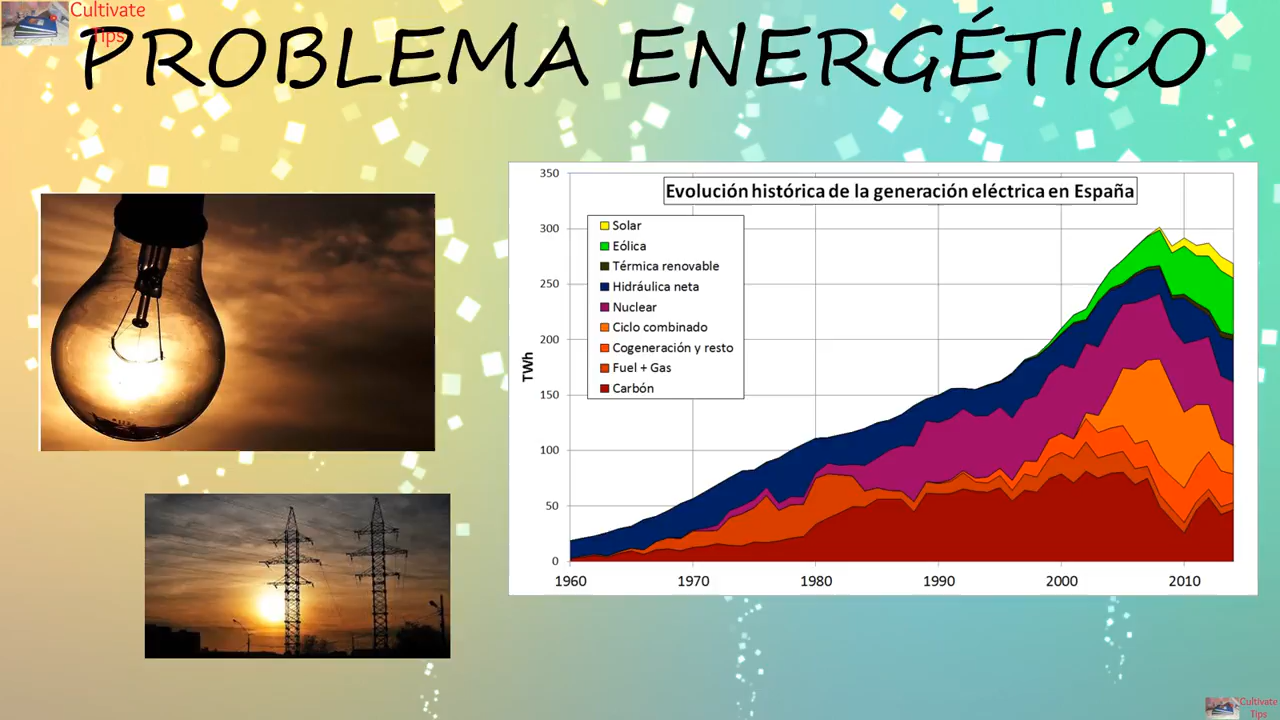 Cultivate
Tips
PROBLEMA ENERGÉTICO
Evolución histórica de la generación eléctrica en España
350
300
250
200
150
100
50
0
TWh
Solar
Eólica
Térmica renovable
Hidráulica neta
Nuclear
Ciclo combinado
Cogeneración y resto
Fuel + Gas
Carbón
1960 1970 1980 1990 2000 2010
Cultivate
Tips